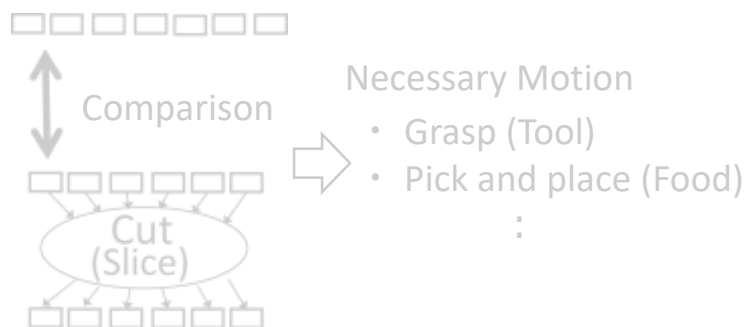 Comparison
Cut
(Slice)
Necessary Motion
・ Grasp (Tool)
・ Pick and place (Food)
: